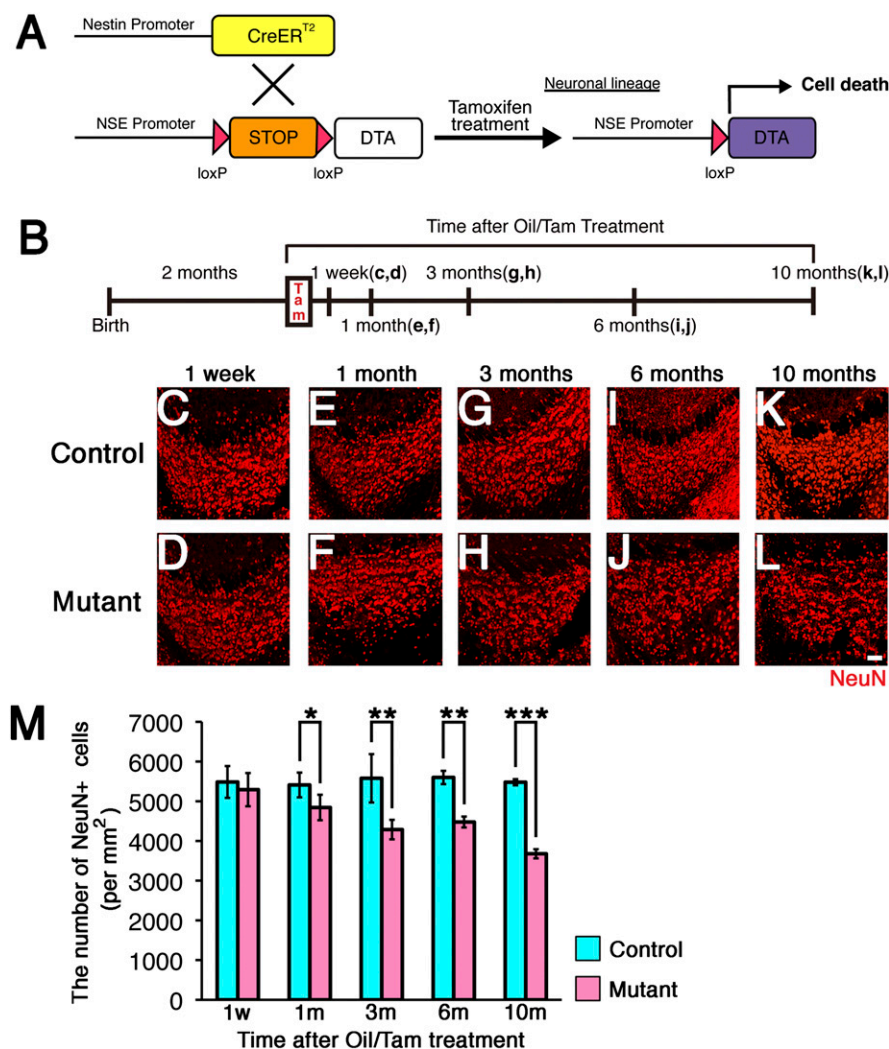 A
Nestin Promoter
CreERT2
NSE Promoter
STOP
DTA
loxP
loxP
Tamoxifen
treatment
Neuronal lineage
Cell death
NSE Promoter
DTA
loxP
B
Time after Oil/Tam Treatment
2 months
Tam
1 week(c,d)
3 months(g,h)
10 months(k,l)
Birth
1 month(e,f)
6 months(i,j)
1 week
1 month
3 months
6 months
10 months
Control
C
E
G
I
K
Mutant
D
F
H
J
L
NeuN
M
The number of NeuN+ cells
(per mm2)
7000
6000
5000
4000
3000
2000
1000
0
*
**
**
***
1w
1m
3m
6m
10m
Time after Oil/Tam treatment
Control
Mutant